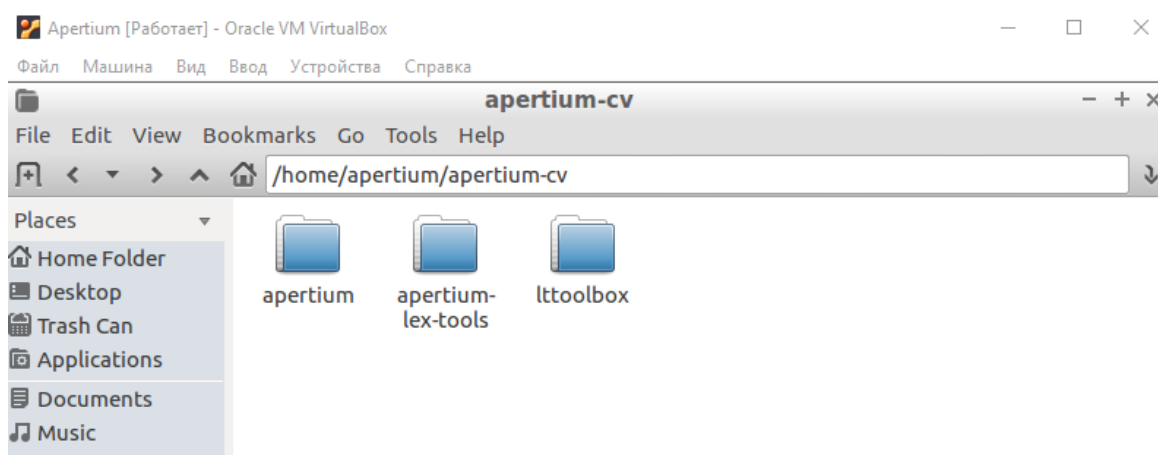 Apertium [Работает] - Oracle VM VirtualBox
Файл Машина Вид Ввод Устройства Справка
apertium-cv
File Edit View Bookmarks Go Tools Help
/home/apertium/apertium-cv
Places
Home Folder
Desktop
Trash Can
Applications
Documents
Music
apertium
apertium-
lex-tools
lttoolbox